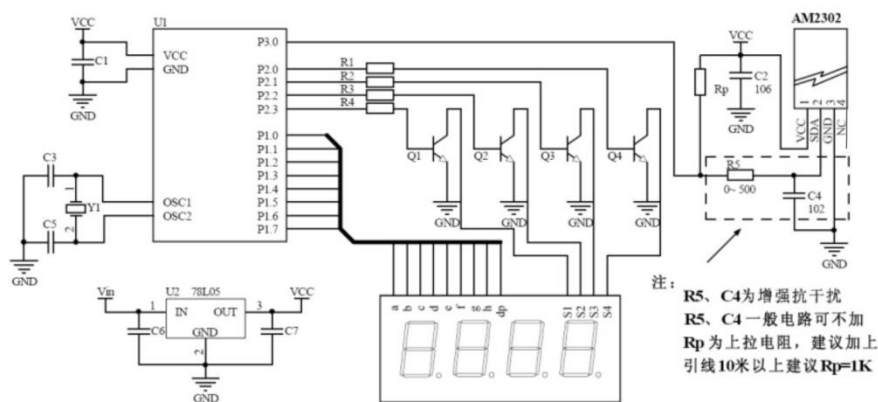 VCC
C1
GND
U1
VCC
GND
OSC1
OSC2
P3.0
P2.0
P2.1
P2.2
P2.3
P1.0
P1.1
P1.2
P1.3
P1.4
P1.5
P1.6
P1.7
R1
R2
R3
R4
Q1
Q2
Q3
Q4
GND
GND
GND
GND
C3
C5
1
2
Y1
GND
AM2302
VCC
Rp
C2
106
GND
1
2
3
4
VCC
SDA
GND
NC
R5
0~ 500
C4
102
GND
Vin
U2
78L05
VCC
1
IN
OUT
3
GND
2
C6
C7
GND
a
b
c
d
e
f
g
h
dp
S1
S2
S3
S4
注：
R5、C4为增强抗干扰
R5、C4一般电路可不加
Rp为上拉电阻，建议加上
引线10米以上建议Rp=1K